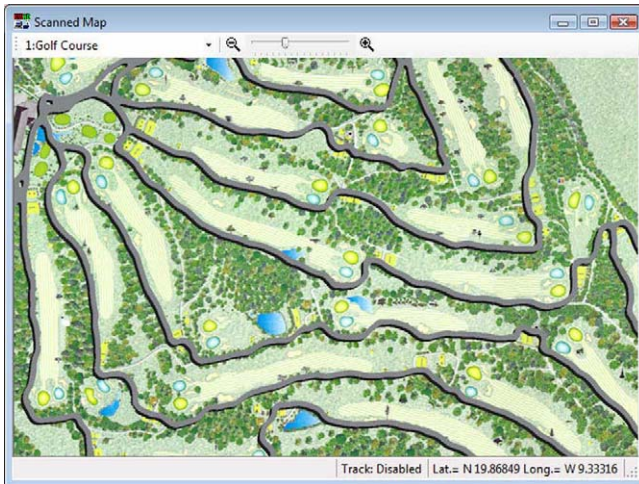 Scanned Map
1:Golf Course
Track: Disabled
Lat.= N 19.86849 Long.= W 9.33316